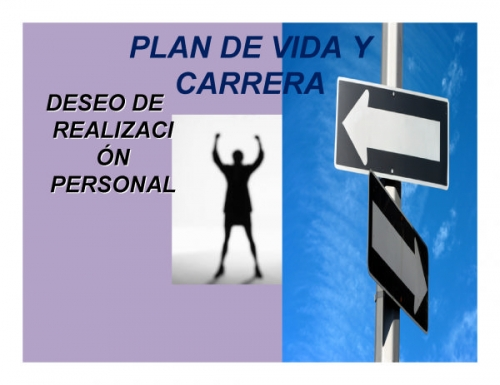 PLAN DE VIDA Y
CARRERA
DESEO DE
REALIZACI
ÓN
PERSONAL